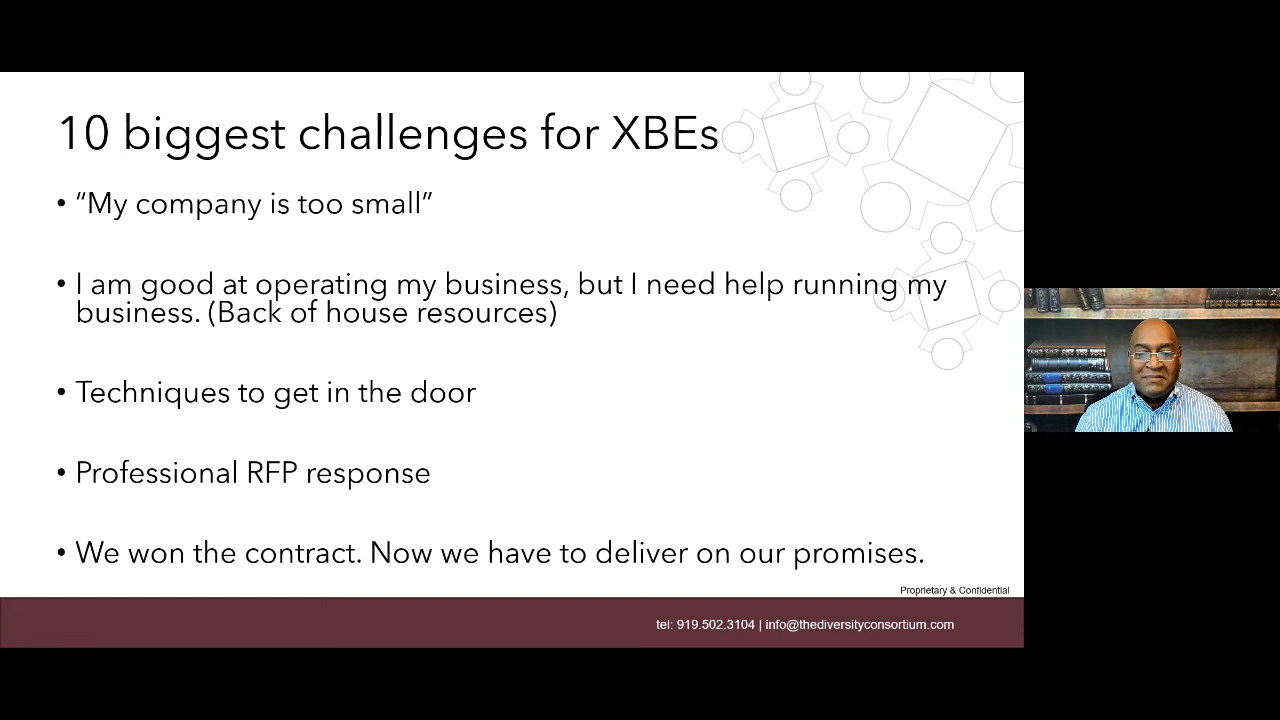 10 biggest challenges for XBEs
• “My company is too small”
• I am good at operating my business, but I need help running my
business. (Back of house resources)
• Techniques to get in the door
• Professional RFP response
• We won the contract. Now we have to deliver on our promises.
Proprietary & Confidential
tel: 919.502.3104 | info@thediversityconsortium.com